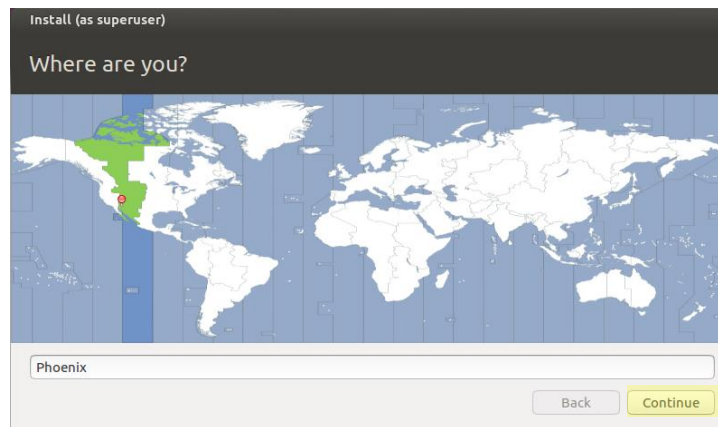 Install (as superuser)
Where are you?
Phoenix
Back
Continue